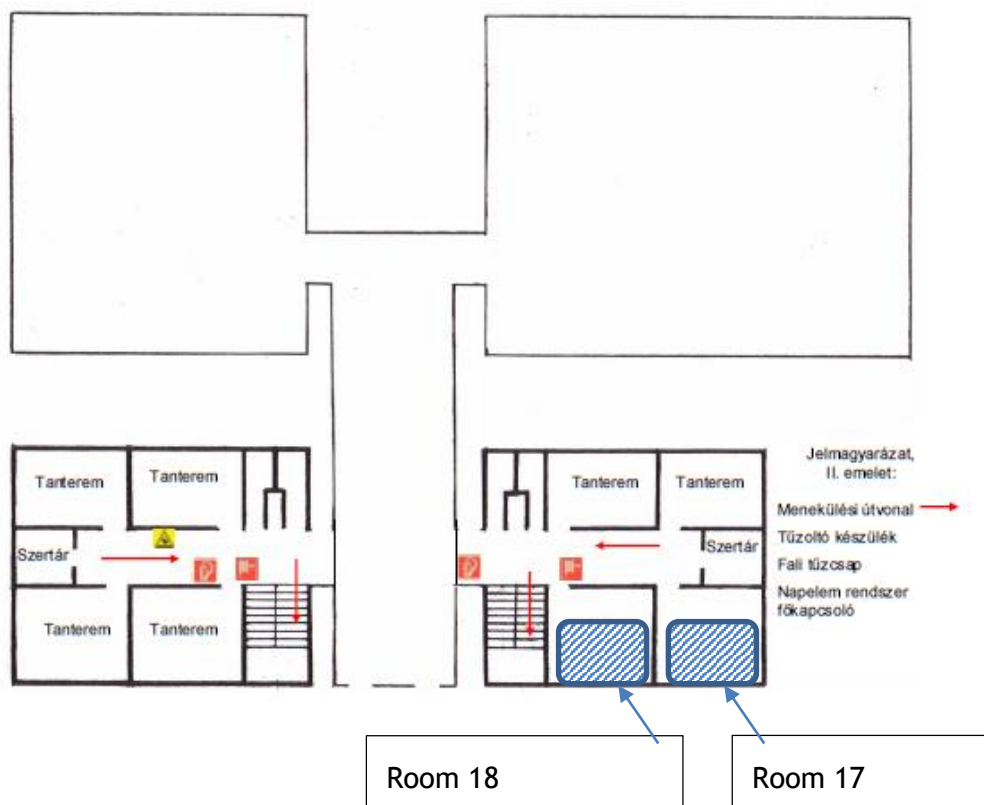 Tanterem
Tanterem
Tanterem
Tanterem
Szertár
Szertár
Tanterem
Tanterem
Jelmagyarázat,
II. emelet:
Menekülési útvonal
Tűzoltó készülék
Fali tűzcsap
Napelem rendszer
főkapcsoló
Room 18
Room 17